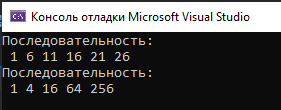 Консоль отладки Microsoft Visual Studio
Последовательность:
1 6 11 16 21 26
Последовательность:
1 4 16 64 256